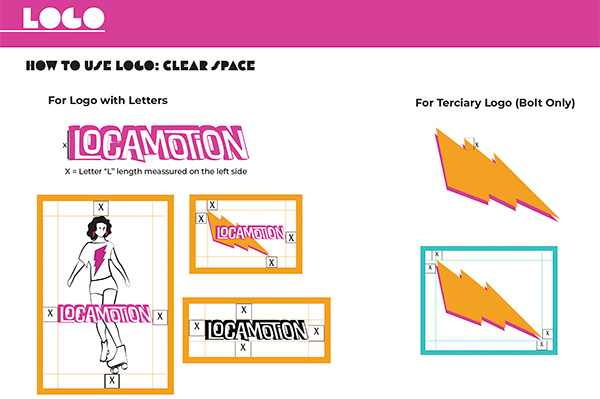 LOGO
HOW TO USE LOGO: CLEAR SPACE
For Logo with Letters
X
LOCAMOTION
X = Letter "L" length meassured on the left side
For Terciary Logo (Bolt Only)
X
X
X
LOCAMOTION
X
X
X
X
LOCAMOTION
X
X
X
X
LOCAMOTION
X
X
X
X
X
X